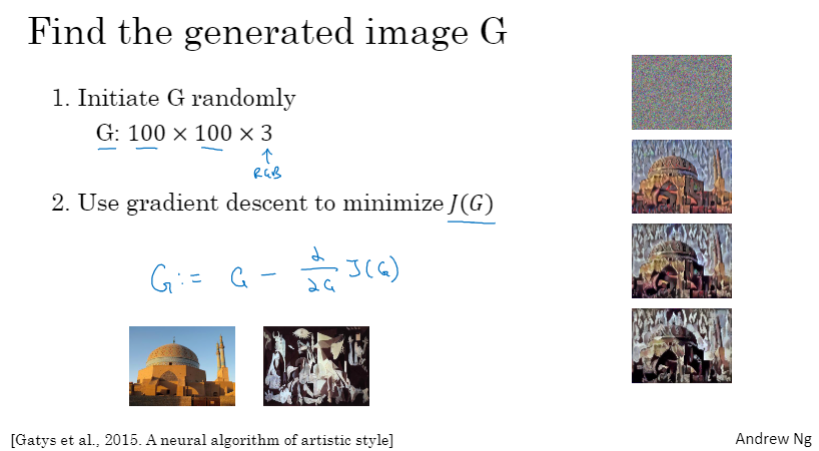 Find the generated image G
1. Initiate G randomly
G: 100 × 100 × 3
↑
RGB
2. Use gradient descent to minimize J(G)
G := G − ∂/∂G J(G)
[Gatys et al., 2015. A neural algorithm of artistic style]
Andrew Ng